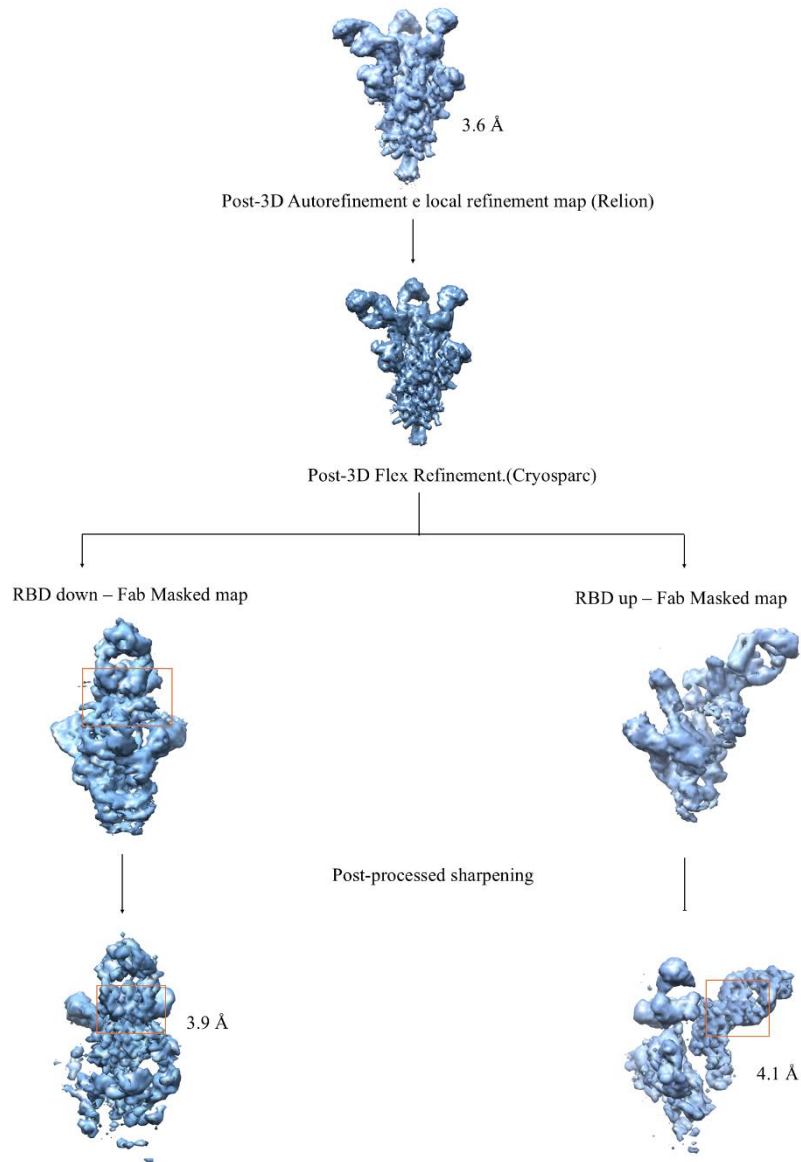 3.6 Å
Post-3D Autorefinement e local refinement map (Relion)
Post-3D Flex Refinement.(Cryosparc)
RBD down – Fab Masked map
RBD up – Fab Masked map
Post-processed sharpening
3.9 Å
4.1 Å